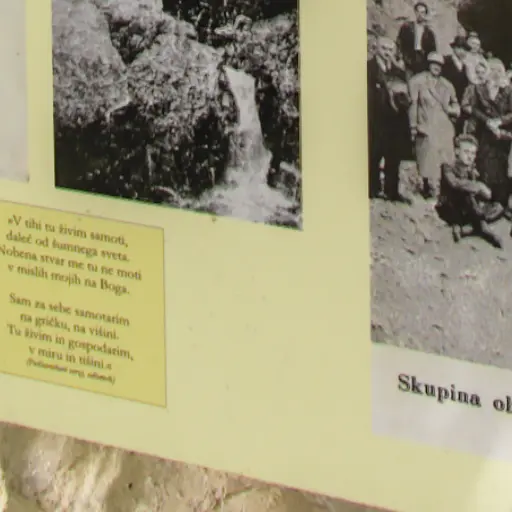 »V tihi tu živim samoti,
daleč od šumnega sveta.
Nobena stvar me tu ne moti
v mislih mojih na Boga.
Sam za sebe samotarim
na gričku, na višini.
Tu živim in gospodarim,
v miru in tišini.«
Skupina